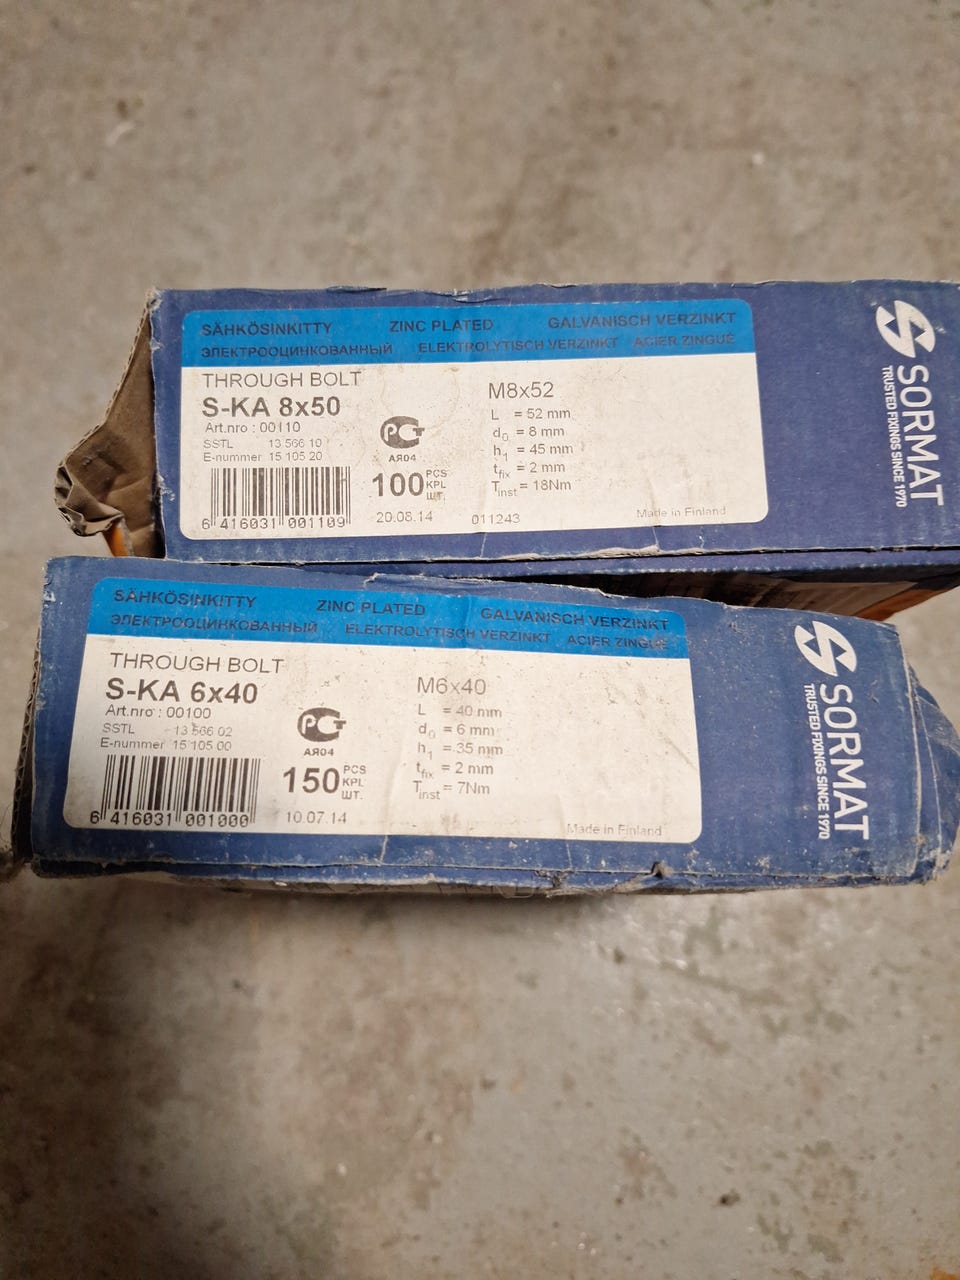 SÄHKÖSINKITTY ZINC PLATED GALVANISCH VERZINKT
ЭЛЕКТРООЦИНКОВАННЫЙ ELEKTROLYTISCH VERZINKT ACIER ZINGUÉ
THROUGH BOLT
S-KA 8x50
Art.nro : 00110
SSTL 13 566 10
E-nummer 15 105 20
6 416031 001109
РСТ
АЯ04
100 PCS KPL ШТ.
20.08.14 011243
M8x52
L = 52 mm
d0 = 8 mm
h1 = 45 mm
tfix = 2 mm
Tinst = 18Nm
Made in Finland
SORMAT
TRUSTED FIXINGS SINCE 1970
SÄHKÖSINKITTY ZINC PLATED GALVANISCH VERZINKT
ЭЛЕКТРООЦИНКОВАННЫЙ ELEKTROLYTISCH VERZINKT ACIER ZINGUÉ
THROUGH BOLT
S-KA 6x40
Art.nro : 00100
SSTL 13 566 02
E-nummer 15 105 00
6 416031 001000
РСТ
АЯ04
150 PCS KPL ШТ.
10.07.14
M6x40
L = 40 mm
d0 = 6 mm
h1 = 35 mm
tfix = 2 mm
Tinst = 7Nm
Made in Finland
SORMAT
TRUSTED FIXINGS SINCE 1970